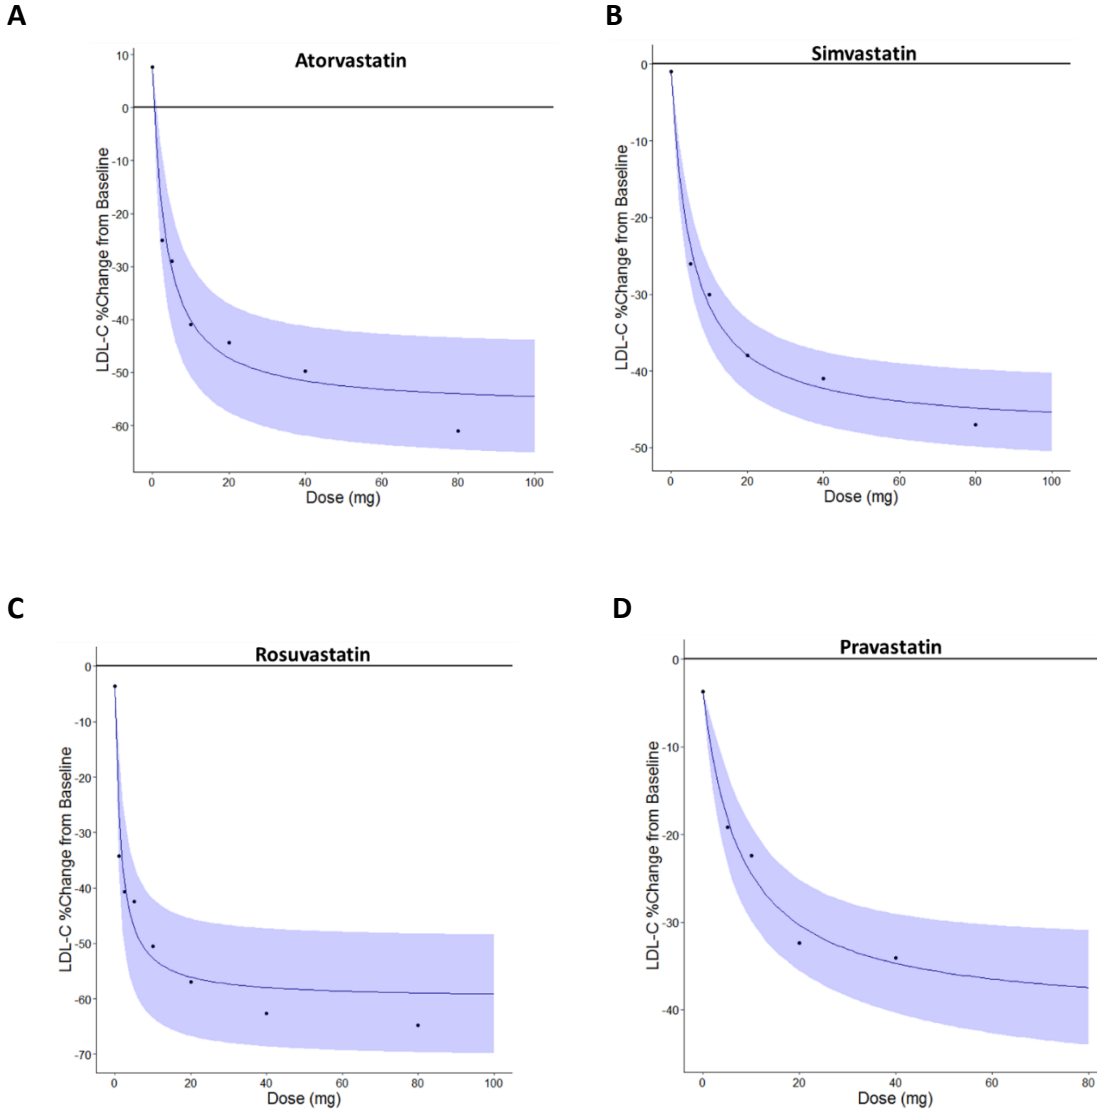 A
Atorvastatin
LDL-C %Change from Baseline
10
0
-10
-20
-30
-40
-50
-60
0 20 40 60 80 100
Dose (mg)
B
Simvastatin
LDL-C %Change from Baseline
0
-10
-20
-30
-40
-50
0 20 40 60 80 100
Dose (mg)
C
Rosuvastatin
LDL-C %Change from Baseline
0
-10
-20
-30
-40
-50
-60
-70
0 20 40 60 80 100
Dose (mg)
D
Pravastatin
LDL-C %Change from Baseline
0
-10
-20
-30
-40
0 20 40 60 80
Dose (mg)